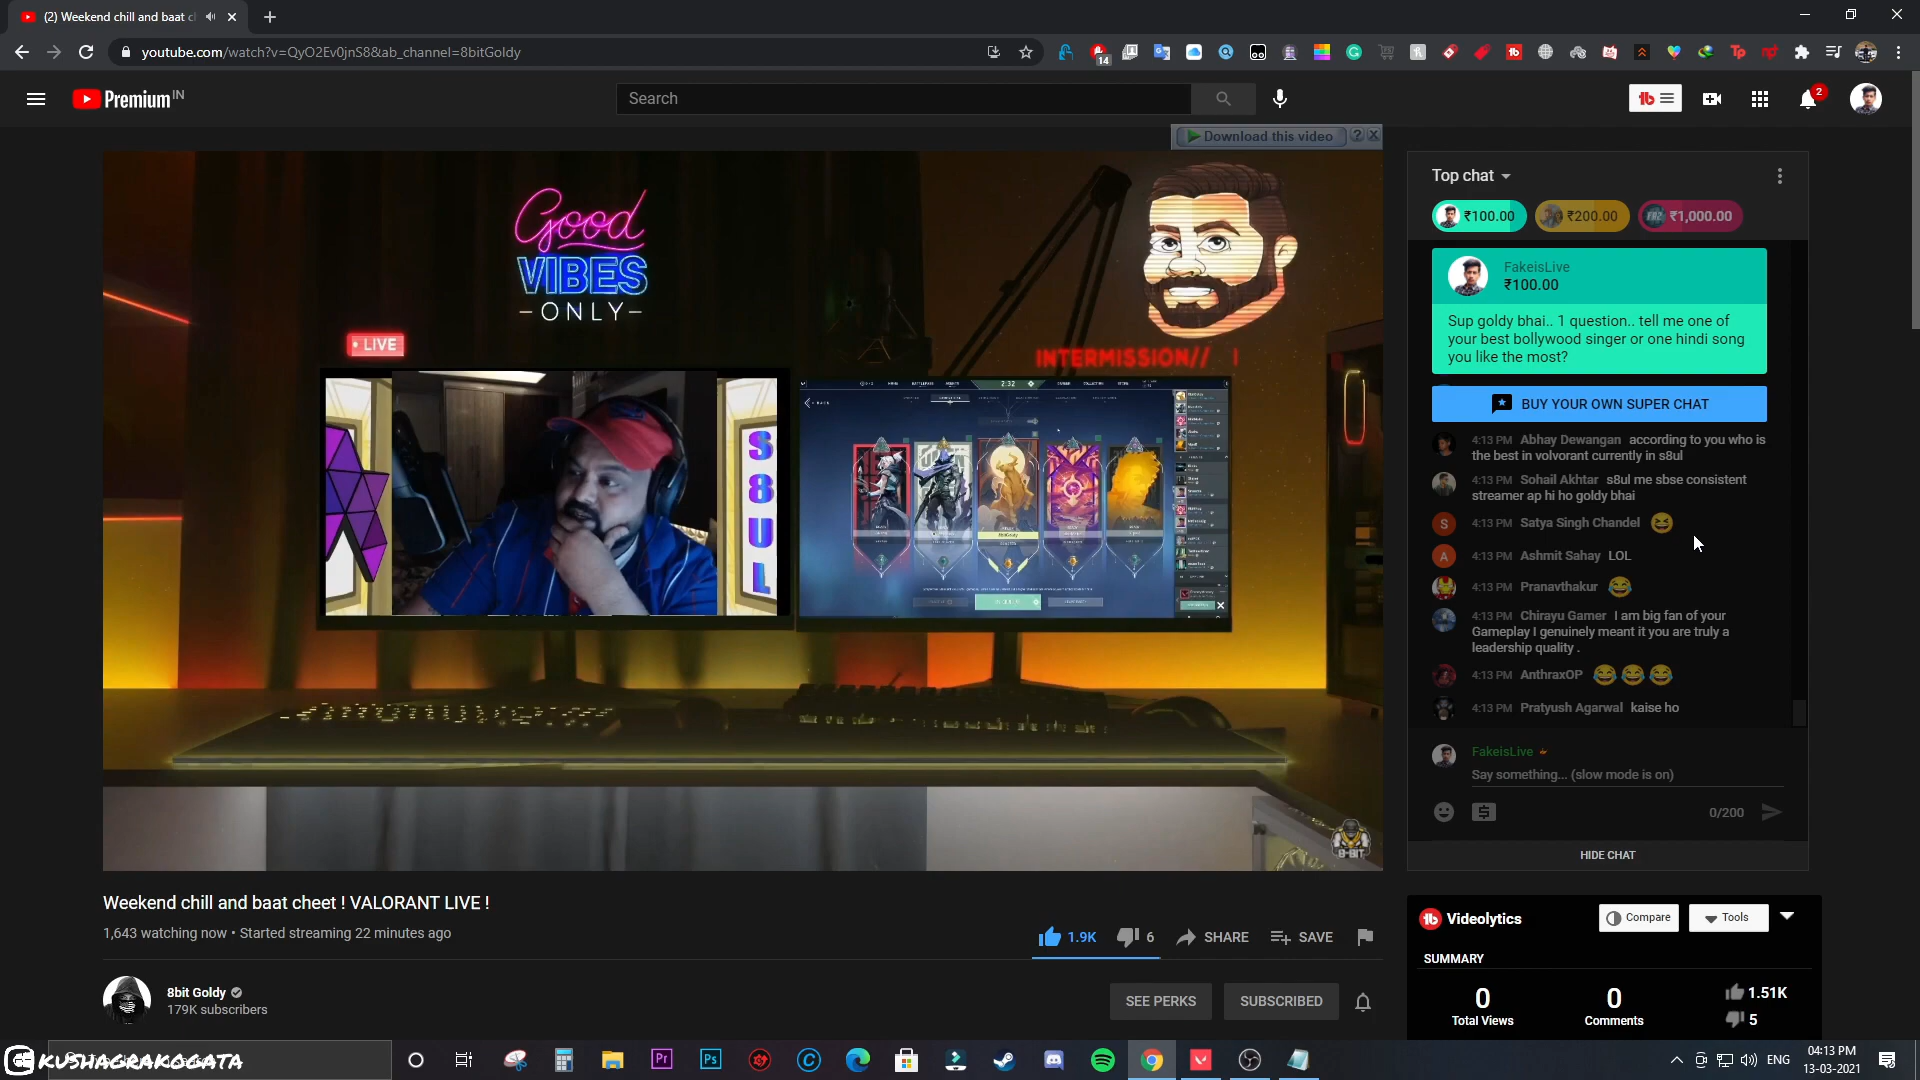 (2) Weekend chill and baat c
youtube.com/watch?v=QyO2Ev0jnS8&ab_channel=8bitGoldy
14
Premium IN
Search
2
Download this video
Good
VIBES
-ONLY-
• LIVE
INTERMISSION//
S8UL
2:32
8bitGoldy
8-BIT
Top chat
₹100.00
₹200.00
₹1,000.00
FakeisLive
₹100.00
Sup goldy bhai.. 1 question.. tell me one of
your best bollywood singer or one hindi song
you like the most?
BUY YOUR OWN SUPER CHAT
4:13 PM Abhay Dewangan according to you who is
the best in volvorant currently in s8ul
4:13 PM Sohail Akhtar s8ul me sbse consistent
streamer ap hi ho goldy bhai
S 4:13 PM Satya Singh Chandel 😆
A 4:13 PM Ashmit Sahay LOL
4:13 PM Pranavthakur 😂
4:13 PM Chirayu Gamer I am big fan of your
Gameplay I genuinely meant it you are truly a
leadership quality .
4:13 PM AnthraxOP 😂😂😂
4:13 PM Pratyush Agarwal kaise ho
FakeisLive
Say something... (slow mode is on)
0/200
HIDE CHAT
Weekend chill and baat cheet ! VALORANT LIVE !
1,643 watching now • Started streaming 22 minutes ago
1.9K
6
SHARE
SAVE
8bit Goldy
179K subscribers
SEE PERKS
SUBSCRIBED
Videolytics
Compare
Tools
SUMMARY
0
Total Views
0
Comments
1.51K
5
KUSHAGRAKOGATA
Pr
Ps
ENG
04:13 PM
13-03-2021